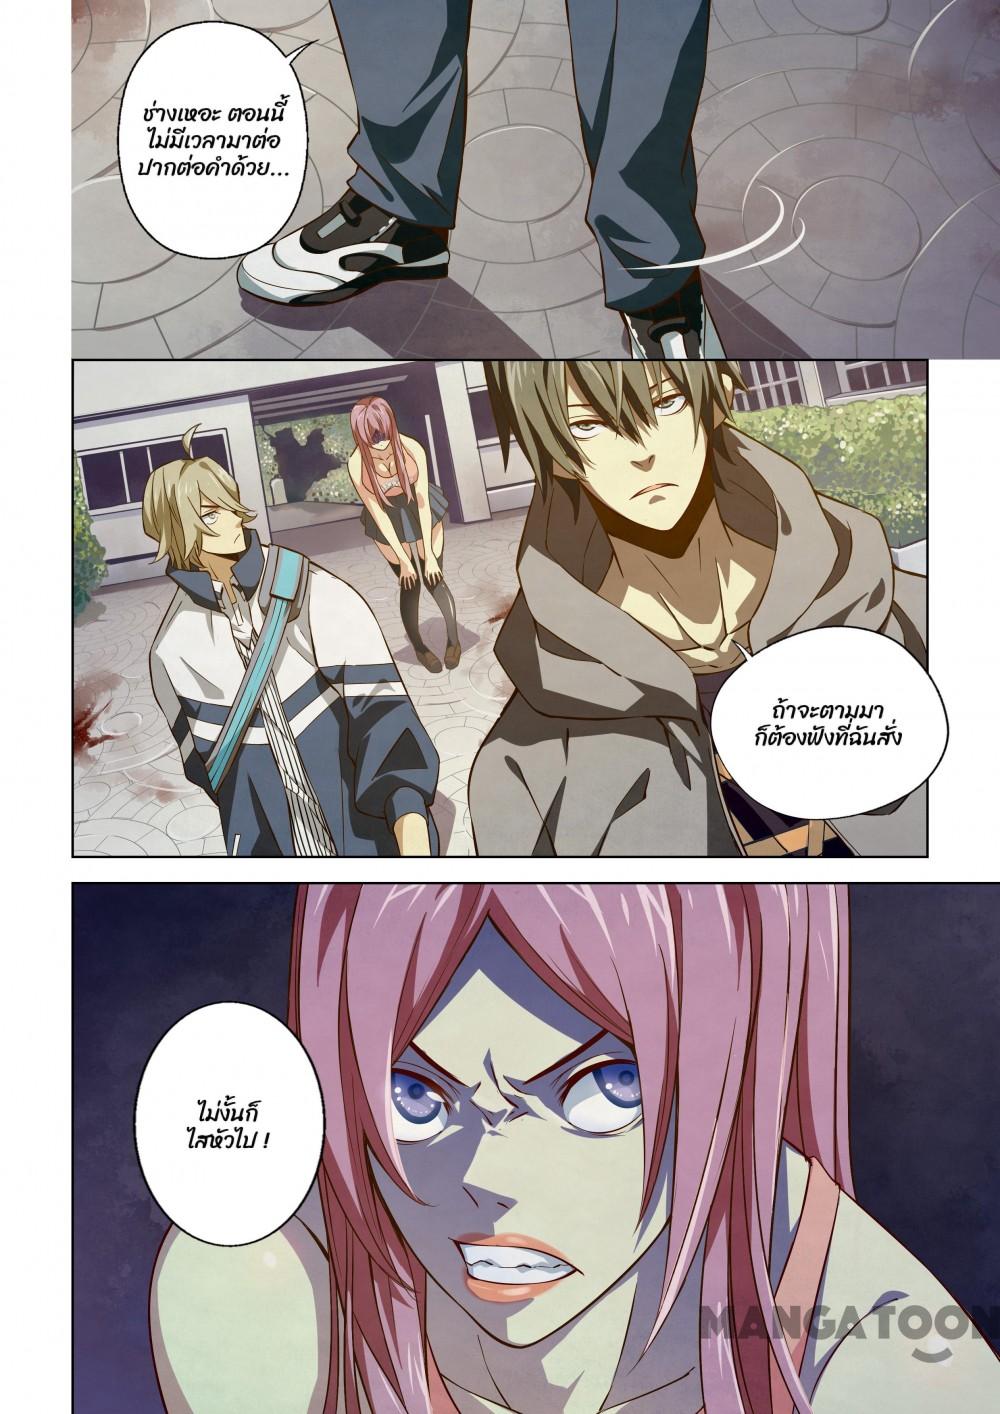 ช่างเหอะ ตอนนี้
ไม่มีเวลามาต่อ
ปากต่อคำด้วย...
ถ้าจะตามมา
ก็ต้องฟังที่ฉันสั่ง
ไม่งั้นก็
ไสหัวไป !
MANGATOON